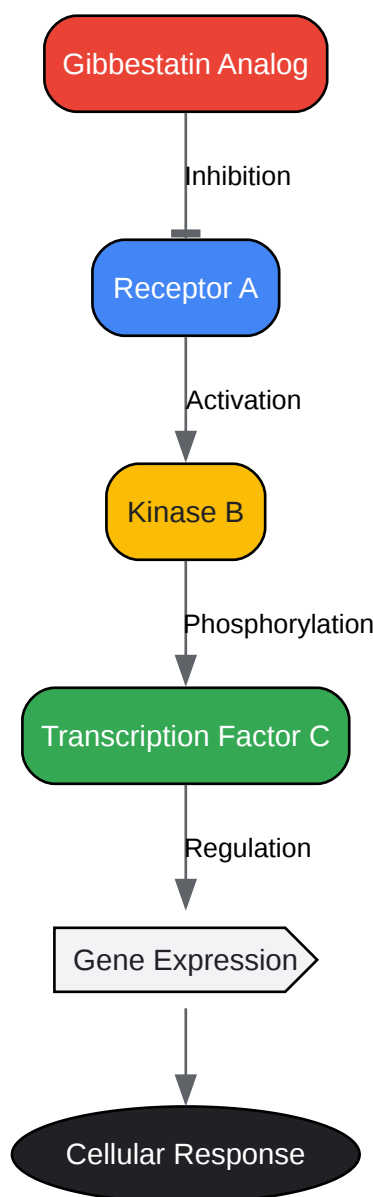 Gibbestatin Analog
Inhibition
Receptor A
Activation
Kinase B
Phosphorylation
Transcription Factor C
Regulation
Gene Expression
Cellular Response